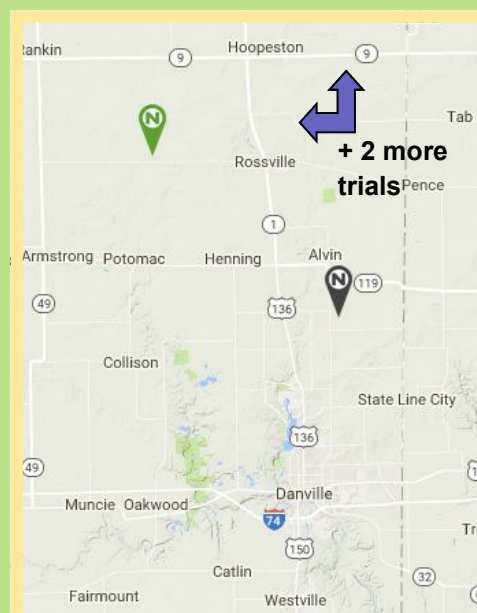 Rankin
9
Hoopeston
9
N
Tab
+ 2 more
trials
Rossville
Pence
1
Armstrong
Potomac
Henning
Alvin
N
119
49
136
Collison
State Line City
136
49
Danville
Muncie
Oakwood
74
150
Catlin
32
Fairmount
Westville